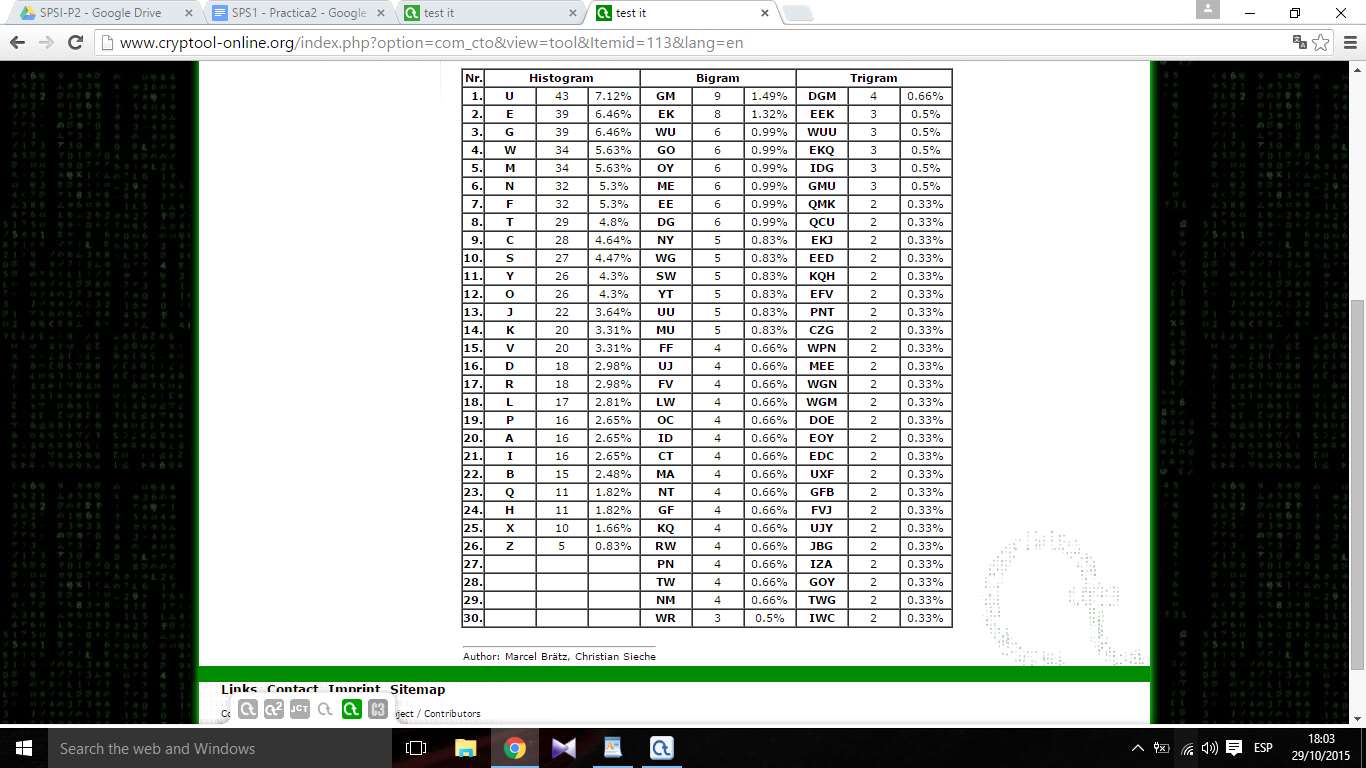 SPSI-P2 - Google Drive
SPS1 - Practica2 - Google
test it
test it
www.cryptool-online.org/index.php?option=com_cto&view=tool&Itemid=113&lang=en
Nr. Histogram Bigram Trigram
1. U 43 7.12% GM 9 1.49% DGM 4 0.66%
2. E 39 6.46% EK 8 1.32% EEK 3 0.5%
3. G 39 6.46% WU 6 0.99% WUU 3 0.5%
4. W 34 5.63% GO 6 0.99% EKQ 3 0.5%
5. M 34 5.63% OY 6 0.99% IDG 3 0.5%
6. N 32 5.3% ME 6 0.99% GMU 3 0.5%
7. F 32 5.3% EE 6 0.99% QMK 2 0.33%
8. T 29 4.8% DG 6 0.99% QCU 2 0.33%
9. C 28 4.64% NY 5 0.83% EKJ 2 0.33%
10. S 27 4.47% WG 5 0.83% EED 2 0.33%
11. Y 26 4.3% SW 5 0.83% KQH 2 0.33%
12. O 26 4.3% YT 5 0.83% EFV 2 0.33%
13. J 22 3.64% UU 5 0.83% PNT 2 0.33%
14. K 20 3.31% MU 5 0.83% CZG 2 0.33%
15. V 20 3.31% FF 4 0.66% WPN 2 0.33%
16. D 18 2.98% UJ 4 0.66% MEE 2 0.33%
17. R 18 2.98% FV 4 0.66% WGN 2 0.33%
18. L 17 2.81% LW 4 0.66% WGM 2 0.33%
19. P 16 2.65% OC 4 0.66% DOE 2 0.33%
20. A 16 2.65% ID 4 0.66% EOY 2 0.33%
21. I 16 2.65% CT 4 0.66% EDC 2 0.33%
22. B 15 2.48% MA 4 0.66% UXF 2 0.33%
23. Q 11 1.82% NT 4 0.66% GFB 2 0.33%
24. H 11 1.82% GF 4 0.66% FVJ 2 0.33%
25. X 10 1.66% KQ 4 0.66% UJY 2 0.33%
26. Z 5 0.83% RW 4 0.66% JBG 2 0.33%
27. PN 4 0.66% IZA 2 0.33%
28. TW 4 0.66% GOY 2 0.33%
29. NM 4 0.66% TWG 2 0.33%
30. WR 3 0.5% IWC 2 0.33%
Author: Marcel Brätz, Christian Sieche
Links Contact Imprint Sitemap
JCT
ject / Contributors
Search the web and Windows
ESP
18:03
29/10/2015